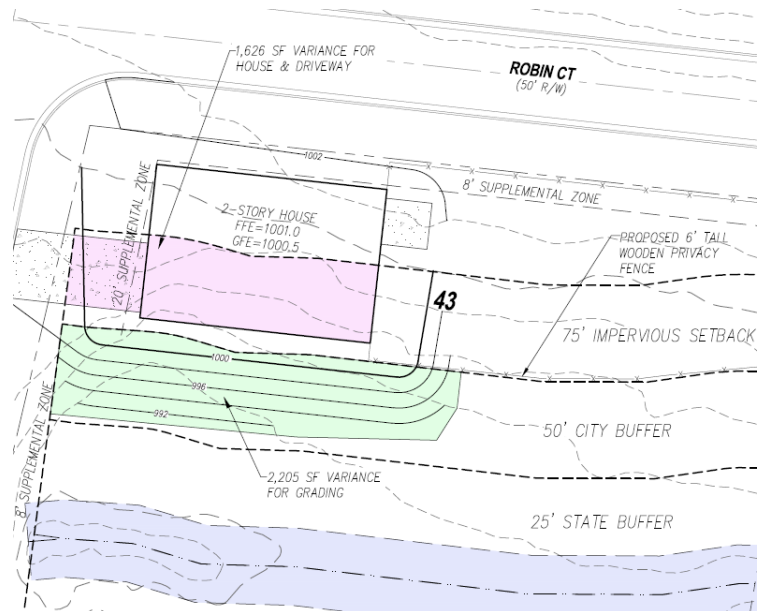 1,626 SF VARIANCE FOR
HOUSE & DRIVEWAY
ROBIN CT
(50' R/W)
1002
8' SUPPLEMENTAL ZONE
20' SUPPLEMENTAL ZONE
2-STORY HOUSE
FFE=1001.0
GFE=1000.5
PROPOSED 6' TALL
WOODEN PRIVACY
FENCE
43
75' IMPERVIOUS SETBACK
1000
996
992
8' SUPPLEMENTAL ZONE
50' CITY BUFFER
2,205 SF VARIANCE
FOR GRADING
25' STATE BUFFER